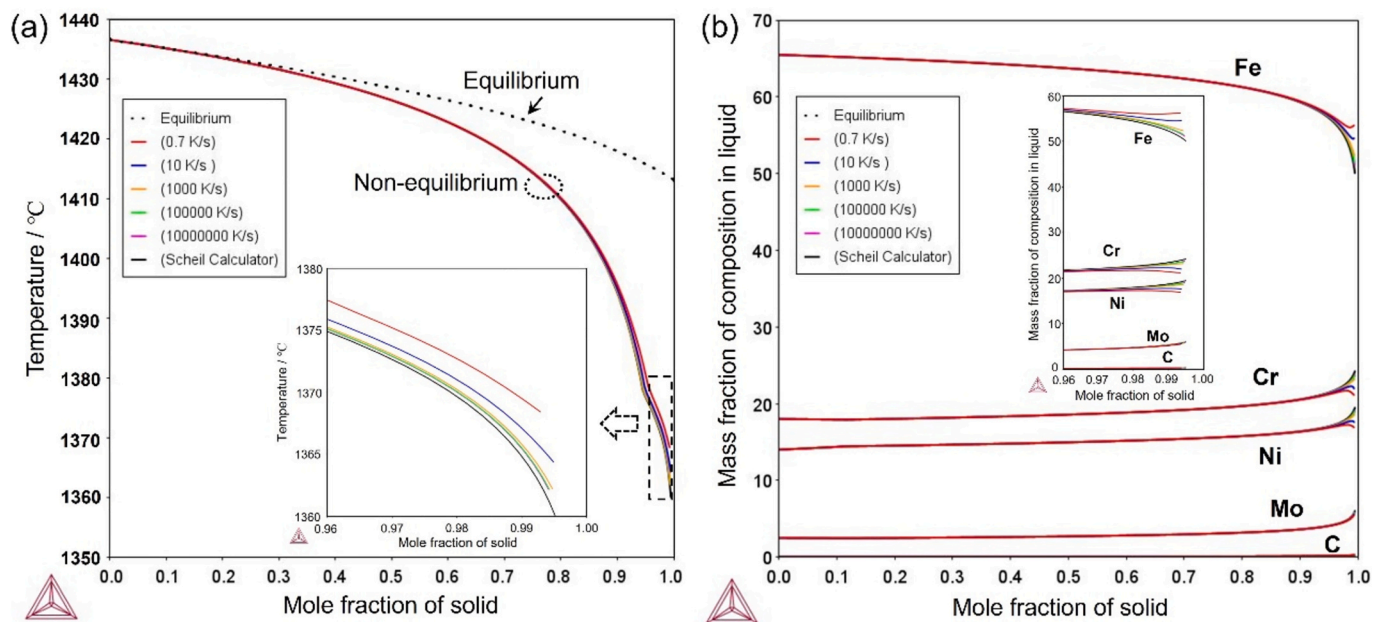 (a)
1440
1430
1420
1410
1400
1390
1380
1370
1360
1350
Temperature / °C
Equilibrium
Equilibrium
(0.7 K/s)
(10 K/s )
(1000 K/s)
(100000 K/s)
(10000000 K/s)
(Scheil Calculator)
Non-equilibrium
1380
1375
1370
1365
1360
Temperature / °C
0.96 0.97 0.98 0.99 1.00
Mole fraction of solid
0.0 0.1 0.2 0.3 0.4 0.5 0.6 0.7 0.8 0.9 1.0
Mole fraction of solid
(b)
70
60
50
40
30
20
10
0
Mass fraction of composition in liquid
Fe
Equilibrium
(0.7 K/s)
(10 K/s )
(1000 K/s)
(100000 K/s)
(10000000 K/s)
(Scheil Calculator)
60
50
40
30
20
10
0
Mass fraction of composition in liquid
Fe
Cr
Ni
Mo
C
0.96 0.97 0.98 0.99 1.00
Mole fraction of solid
Cr
Ni
Mo
C
0.0 0.1 0.2 0.3 0.4 0.5 0.6 0.7 0.8 0.9 1.0
Mole fraction of solid